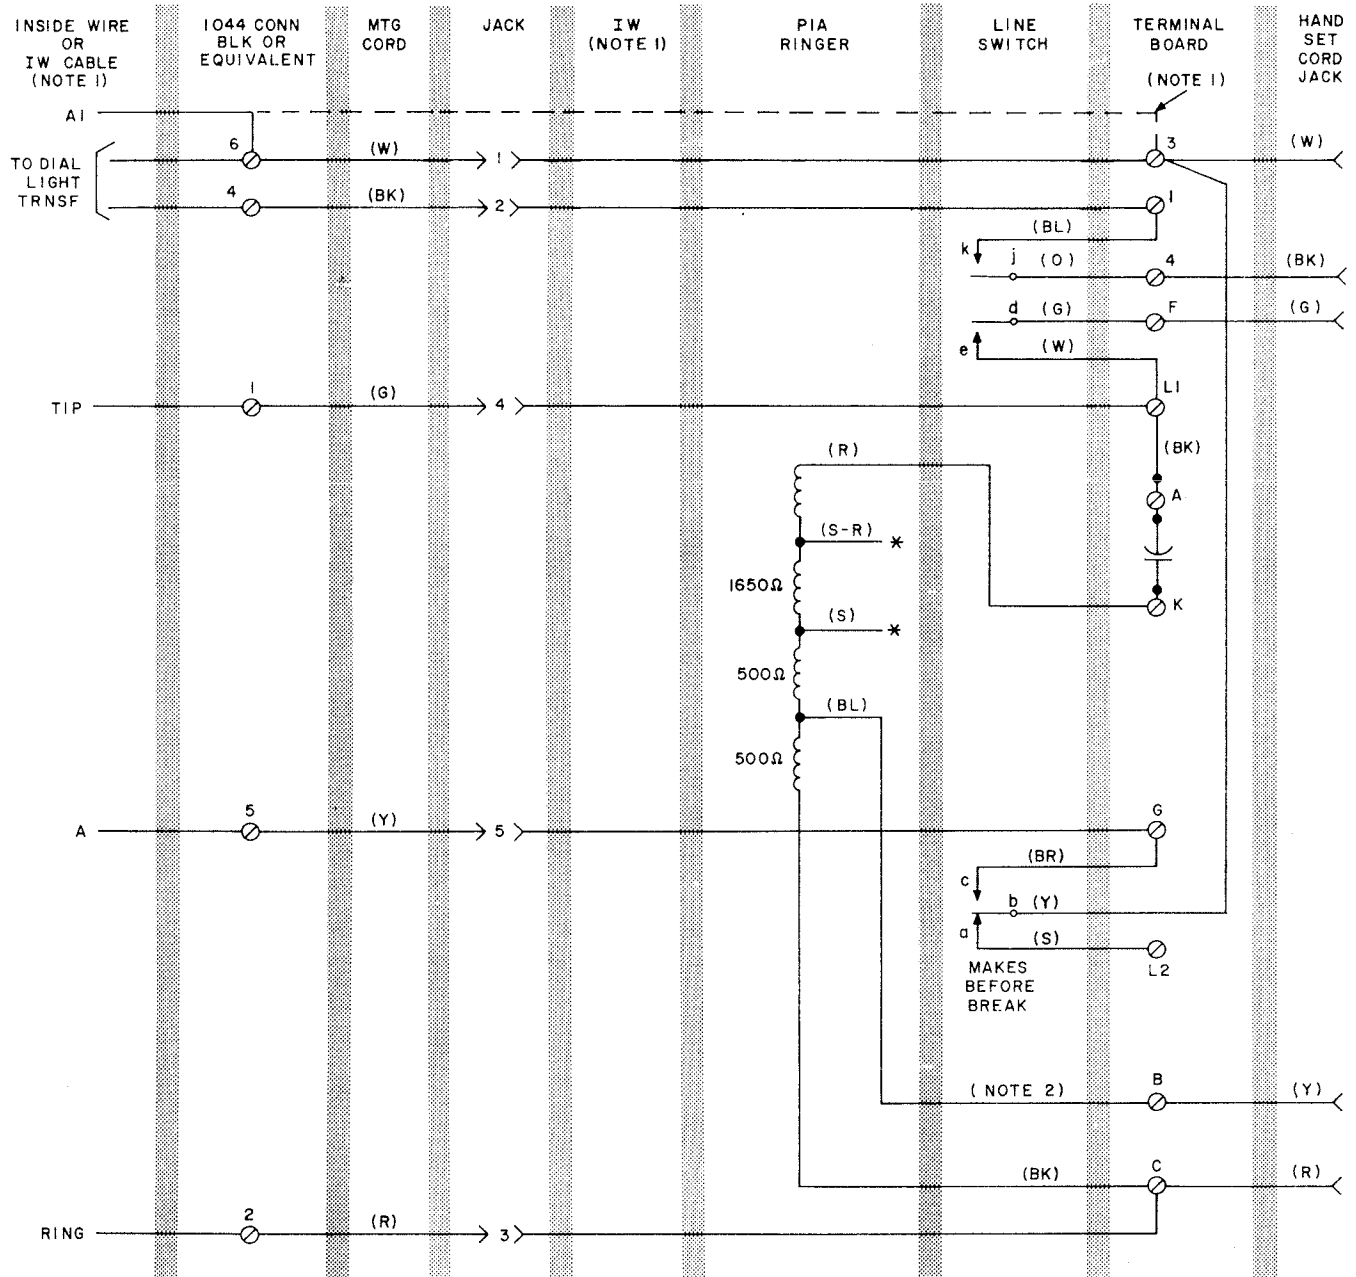 INSIDE WIRE
OR
IW CABLE
(NOTE 1)
1044 CONN
BLK OR
EQUIVALENT
MTG
CORD
JACK
IW
(NOTE 1)
P1A
RINGER
LINE
SWITCH
TERMINAL
BOARD
HAND
SET
CORD
JACK
(NOTE 1)
A1
6
(W)
1
3
(W)
TO DIAL
LIGHT
TRNSF
4
(BK)
2
1
(BL)
k
j
(O)
4
(BK)
d
(G)
F
(G)
e
(W)
TIP
1
(G)
4
L1
(R)
(BK)
A
(S-R)
*
1650Ω
K
(S)
*
500Ω
(BL)
500Ω
A
5
(Y)
5
G
(BR)
c
b
(Y)
a
(S)
L2
MAKES
BEFORE
BREAK
(NOTE 2)
B
(Y)
(BK)
C
(R)
RING
2
(R)
3